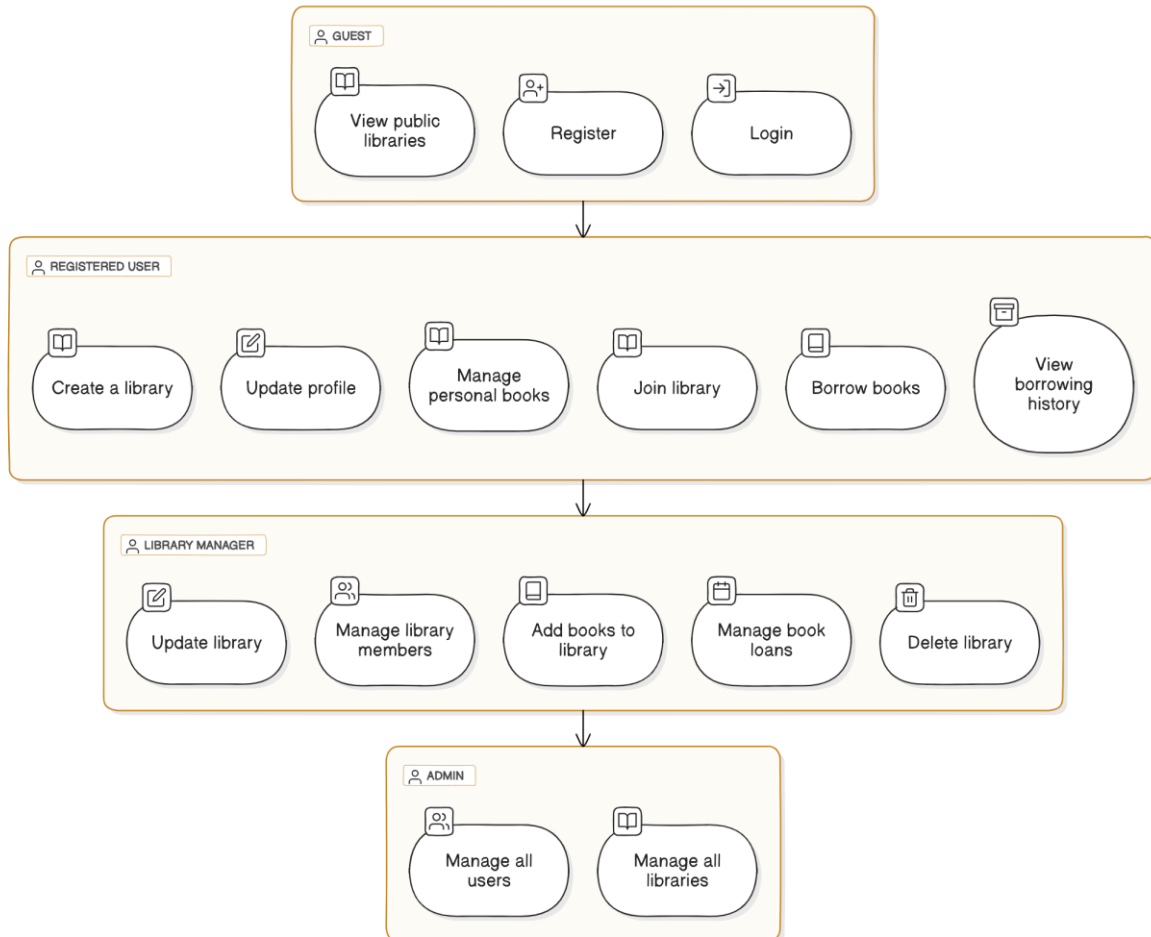 GUEST
View public
libraries
Register
Login
REGISTERED USER
Create a library
Update profile
Manage
personal books
Join library
Borrow books
View
borrowing
history
LIBRARY MANAGER
Update library
Manage library
members
Add books to
library
Manage book
loans
Delete library
ADMIN
Manage all
users
Manage all
libraries